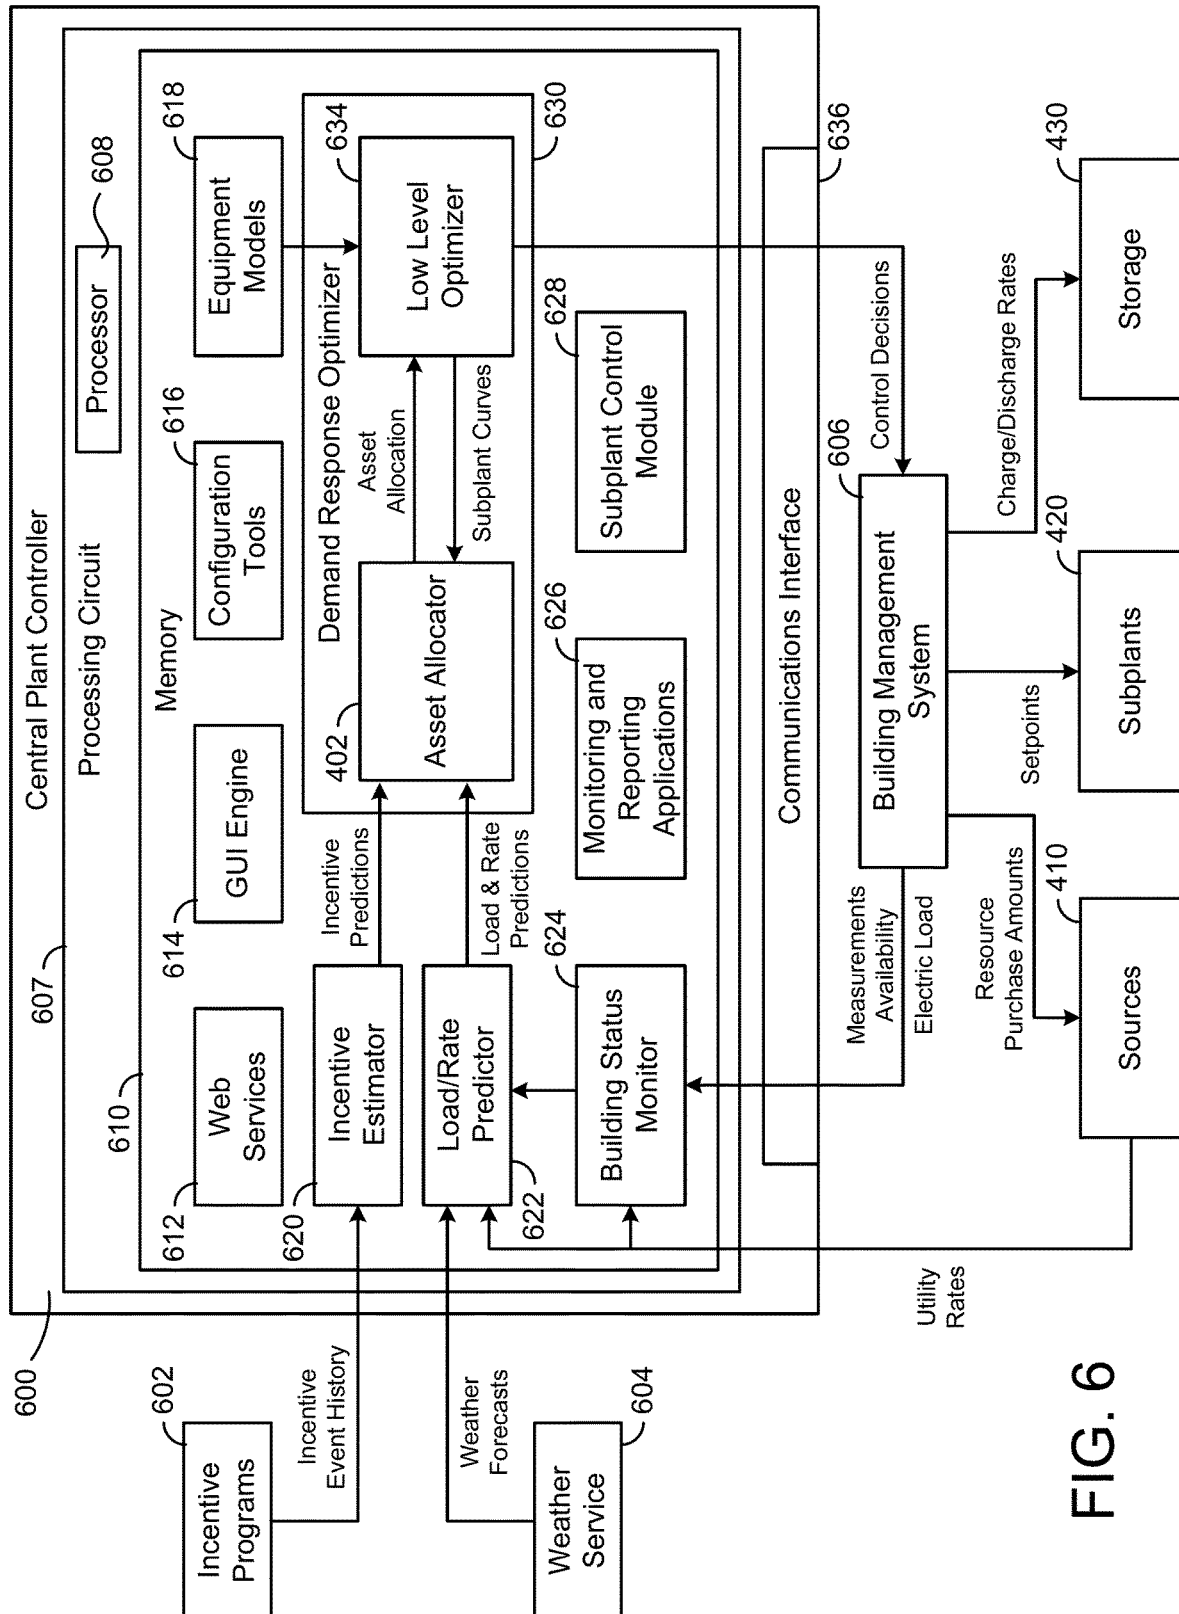 Central Plant Controller
600
607
Processing Circuit
Processor
608
610
Memory
612
Web
Services
614
GUI Engine
616
Configuration
Tools
618
Equipment
Models
602
Incentive
Programs
Incentive
Event History
620
Incentive
Estimator
Incentive
Predictions
Demand Response Optimizer
630
402
Asset Allocator
Asset
Allocation
Subplant Curves
634
Low Level
Optimizer
Weather
Forecasts
604
Weather
Service
Load/Rate
Predictor
622
Load & Rate
Predictions
624
Building Status
Monitor
626
Monitoring and
Reporting
Applications
628
Subplant Control
Module
Communications Interface
636
Measurements
Availability
Electric Load
606
Building Management
System
Control Decisions
Utility
Rates
Resource
Purchase Amounts
Setpoints
Charge/Discharge Rates
410
Sources
420
Subplants
430
Storage
FIG. 6